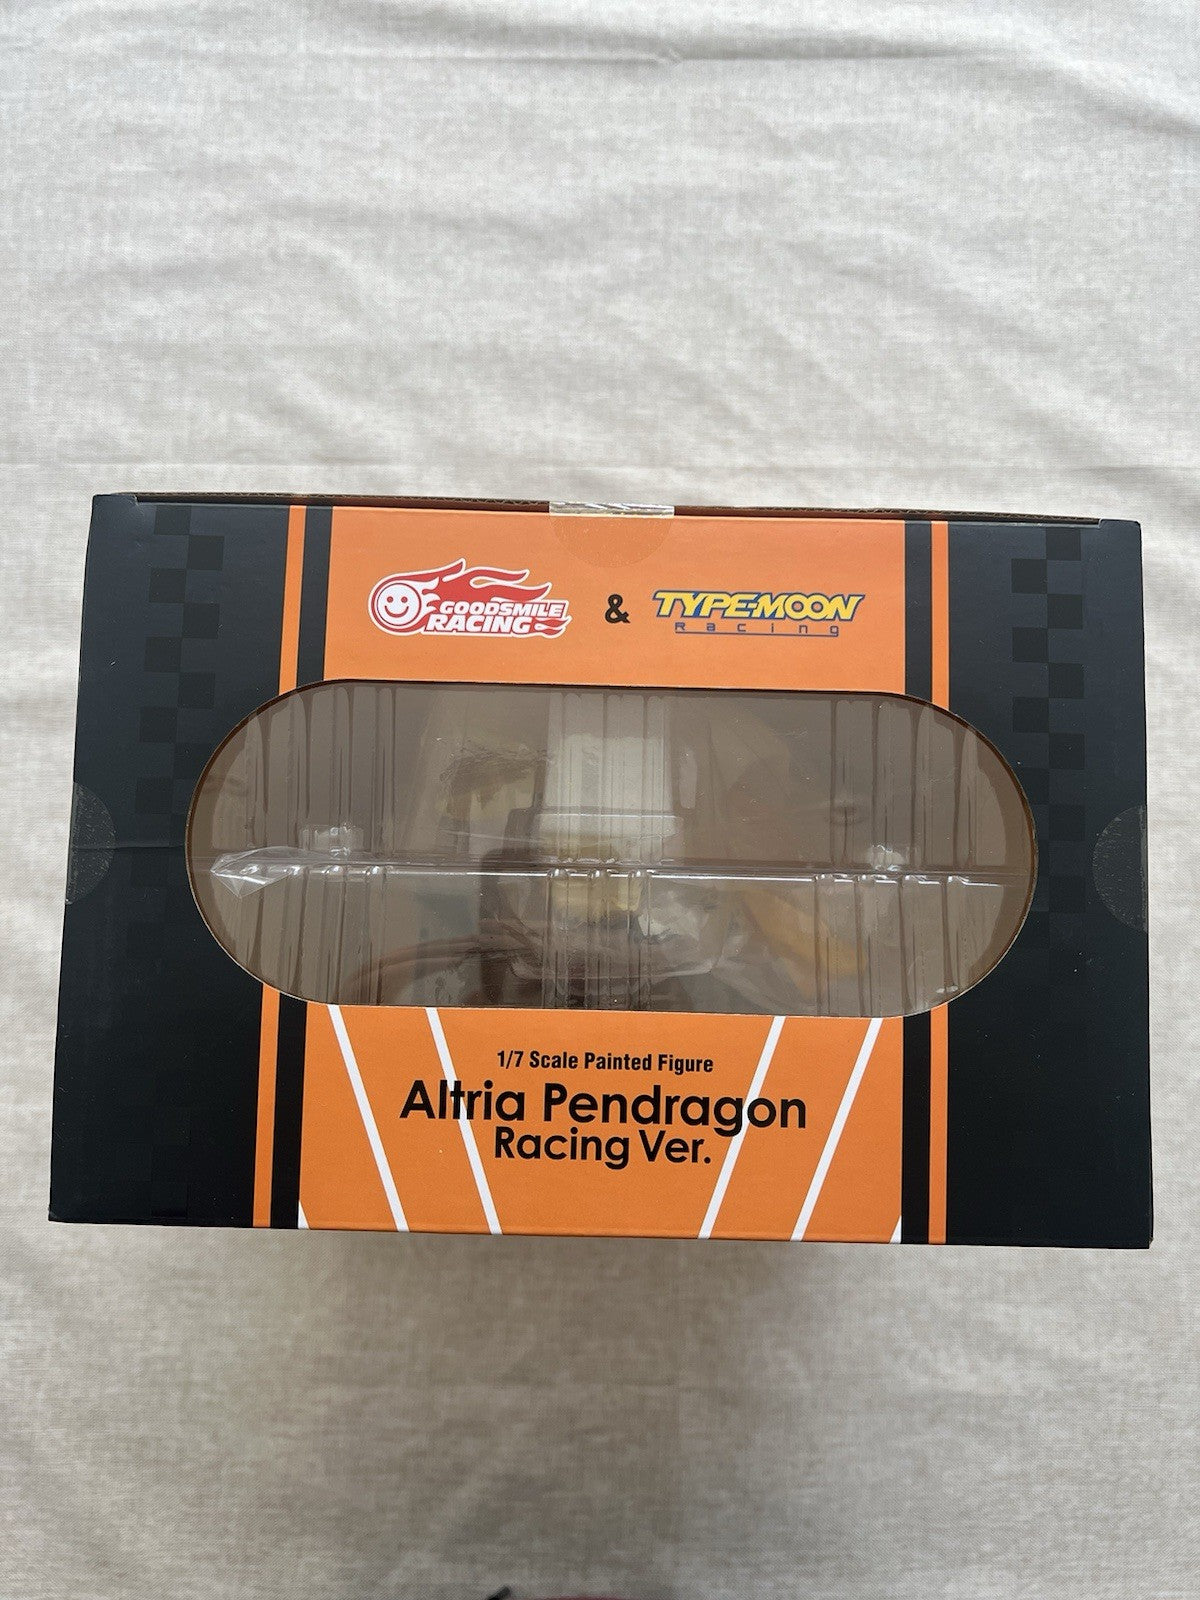 GOODSMILE
RACING
&
TYPE-MOON
Racing
1/7 Scale Painted Figure
Altria Pendragon
Racing Ver.